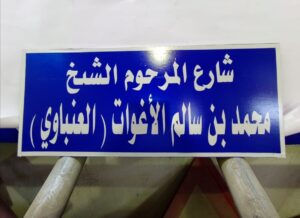 شارع المرحوم الشيخ
محمد بن سالم الأغوات ( العنباوي )